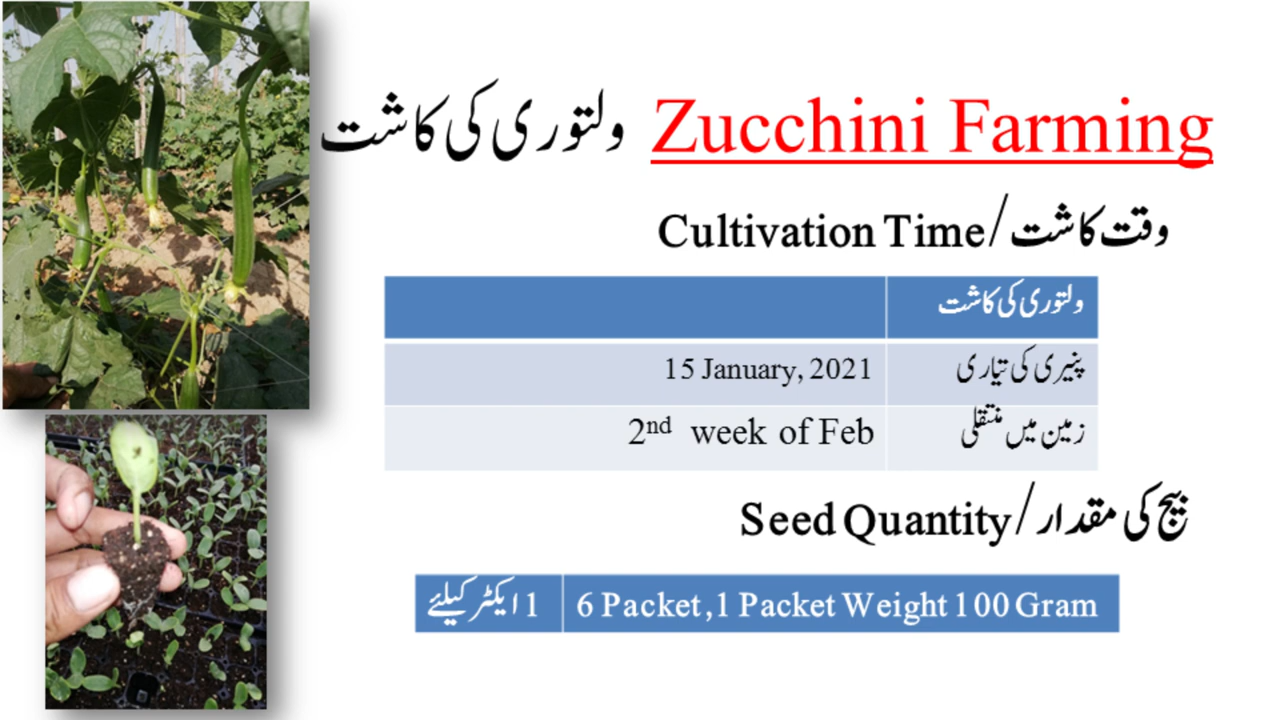 ولتوری کی کاشت Zucchini Farming
Cultivation Time/وقت کاشت
ولتوری کی کاشت
پنیری کی تیاری 15 January, 2021
زمین میں منتقلی 2nd week of Feb
Seed Quantity/بیج کی مقدار
1 ایکٹر کیلئے 6 Packet,1 Packet Weight 100 Gram